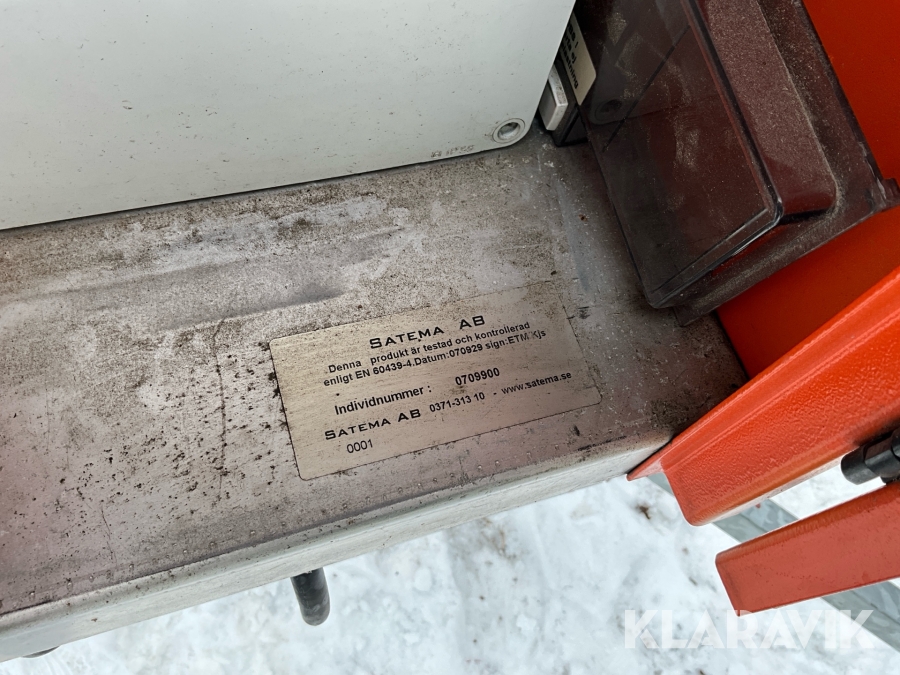 SATEMA AB
Denna produkt är testad och kontrollerad
enligt EN 60439-4.Datum:070929 sign:ETM Kjs
Individnummer: 0709900
SATEMA AB 0371-313 10 - www.satema.se
0001
KLARAVIK